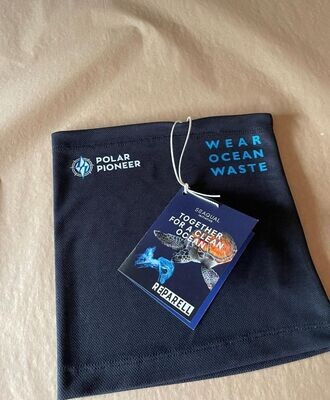 POLAR
PIONEER
WEAR
OCEAN
WASTE
SEAQUAL
TOGETHER
FOR A CLEAN
OCEAN
REPARELL